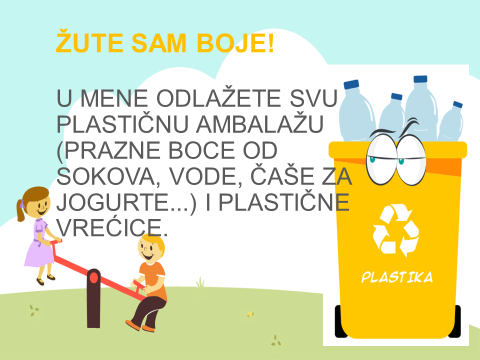 ŽUTE SAM BOJE!
U MENE ODLAŽETE SVU
PLASTIČNU AMBALAŽU
(PRAZNE BOCE OD
SOKOVA, VODE, ČAŠE ZA
JOGURTE...) I PLASTIČNE
VREĆICE.
PLASTIKA